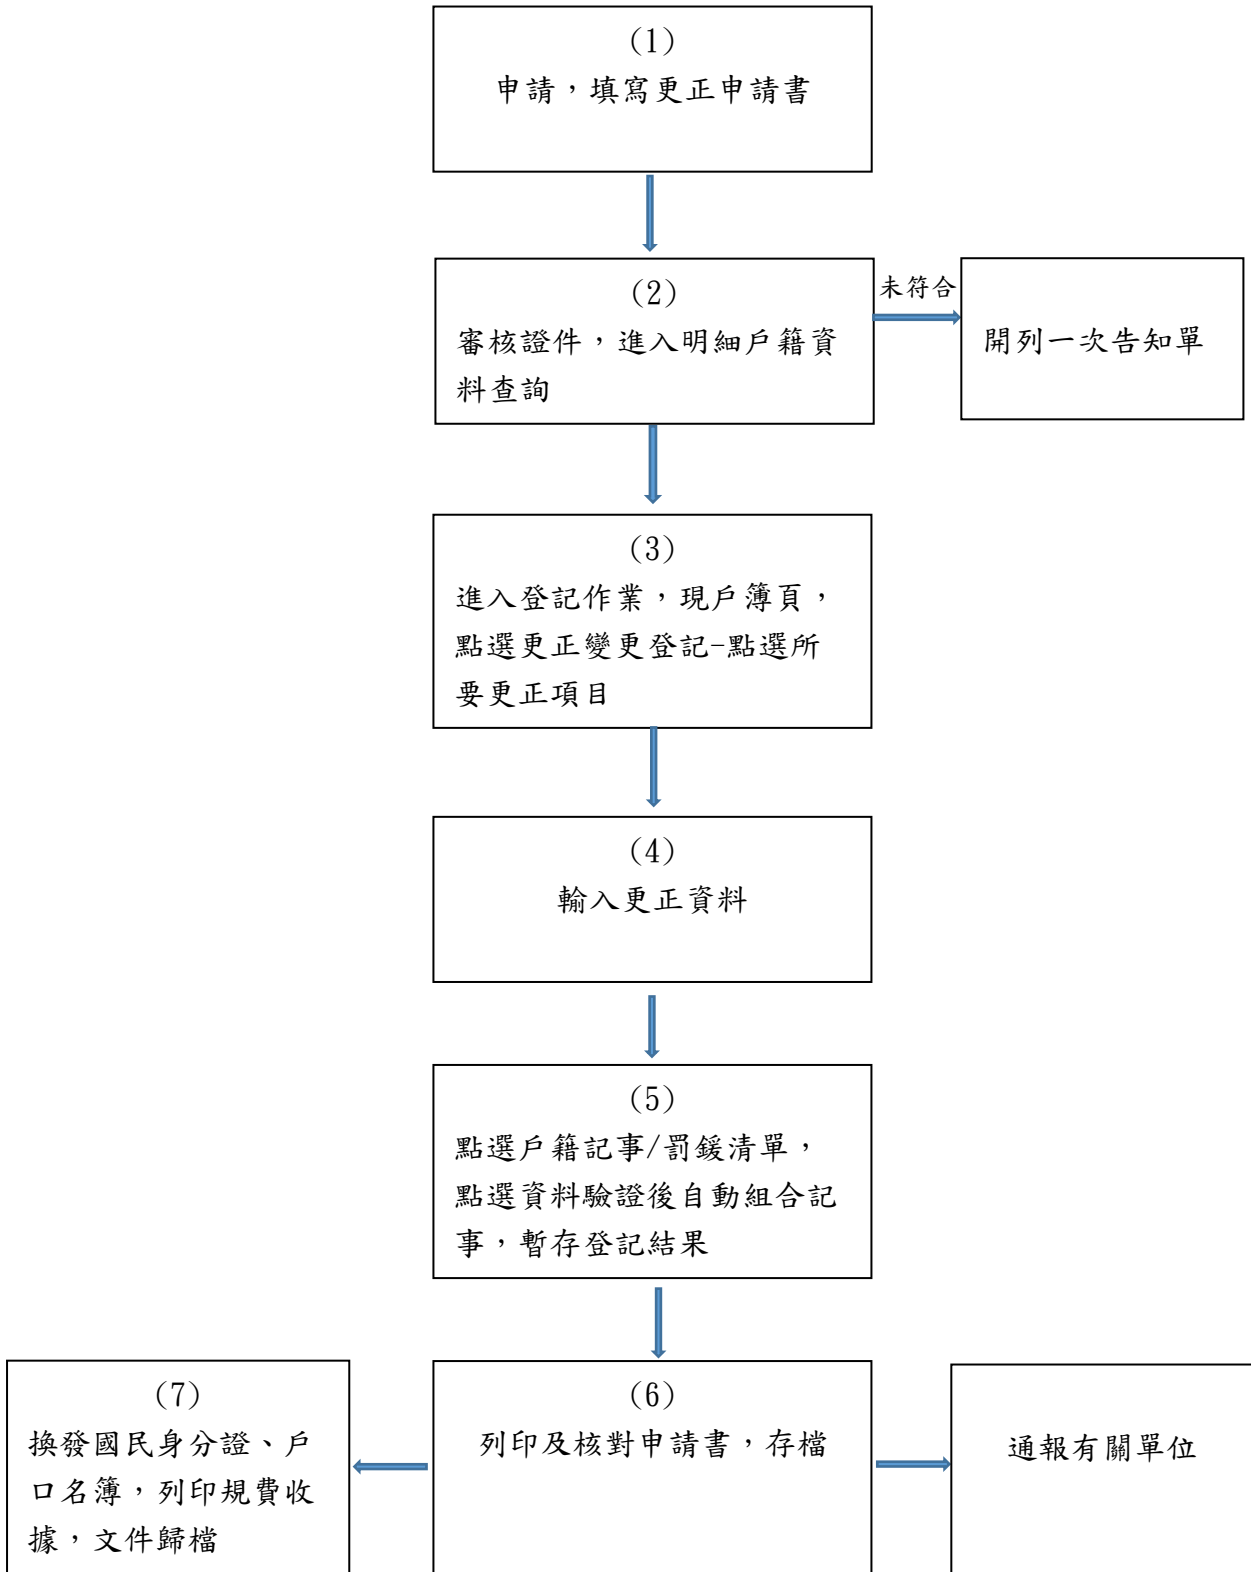 (1)
申請，填寫更正申請書
(2)
審核證件，進入明細戶籍資
料查詢
未符合
開列一次告知單
(3)
進入登記作業，現戶簿頁，
點選更正變更登記-點選所
要更正項目
(4)
輸入更正資料
(5)
點選戶籍記事/罰鍰清單，
點選資料驗證後自動組合記
事，暫存登記結果
(7)
換發國民身分證、戶
口名簿，列印規費收
據，文件歸檔
(6)
列印及核對申請書，存檔
通報有關單位